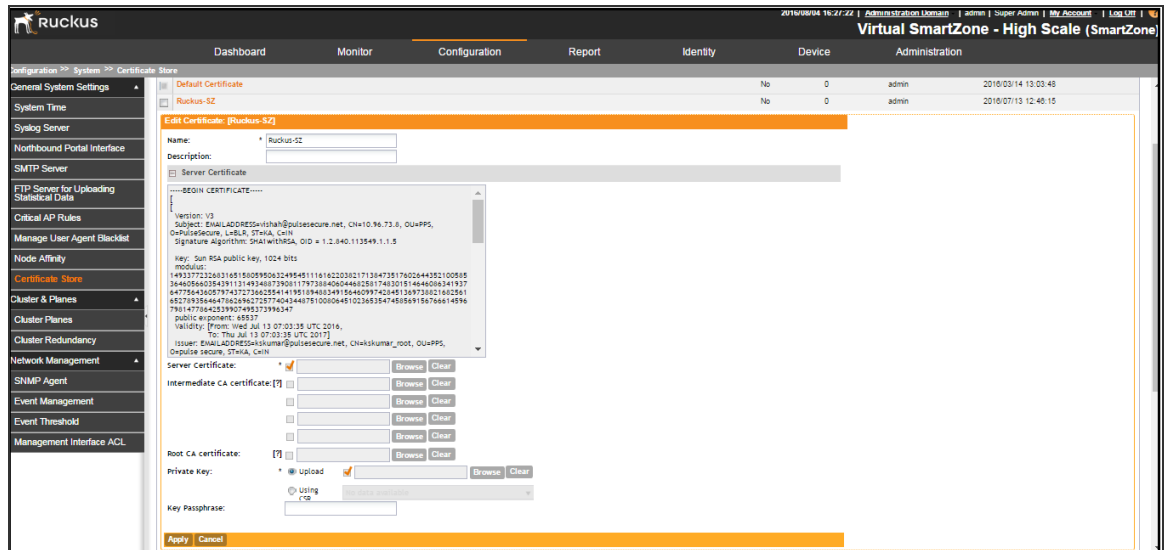 Ruckus
2016/08/04 16:27:22 | Administration Domain | admin | Super Admin | My Account | Log Off |
Virtual SmartZone - High Scale (SmartZone)
Dashboard Monitor Configuration Report Identity Device Administration
Configuration >> System >> Certificate Store
General System Settings
System Time
Syslog Server
Northbound Portal Interface
SMTP Server
FTP Server for Uploading
Statistical Data
Critical AP Rules
Manage User Agent Blacklist
Node Affinity
Certificate Store
Cluster & Planes
Cluster Planes
Cluster Redundancy
Network Management
SNMP Agent
Event Management
Event Threshold
Management Interface ACL
Default Certificate No 0 admin 2016/03/14 13:03:48
Ruckus-SZ No 0 admin 2016/07/13 12:46:15
Edit Certificate: [Ruckus-SZ]
Name: * Ruckus-SZ
Description:
Server Certificate
-----BEGIN CERTIFICATE-----
[
[
Version: V3
Subject: EMAILADDRESS=vishah@pulsesecure.net, CN=10.96.73.8, OU=PPS,
O=PulseSecure, L=BLR, ST=KA, C=IN
Signature Algorithm: SHA1withRSA, OID = 1.2.840.113549.1.1.5
Key: Sun RSA public key, 1024 bits
modulus:
public exponent: 65537
Validity: [From: Wed Jul 13 07:03:35 UTC 2016,
To: Thu Jul 13 07:03:35 UTC 2017]
Issuer: EMAILADDRESS=kskumar@pulsesecure.net, CN=kskumar_root, OU=PPS,
O=pulse secure, ST=KA, C=IN
Server Certificate: * Browse Clear
Intermediate CA certificate:[?] Browse Clear
Browse Clear
Browse Clear
Browse Clear
Root CA certificate: [?] Browse Clear
Private Key: * Upload Browse Clear
Using
CSR
No data available
Key Passphrase:
Apply Cancel